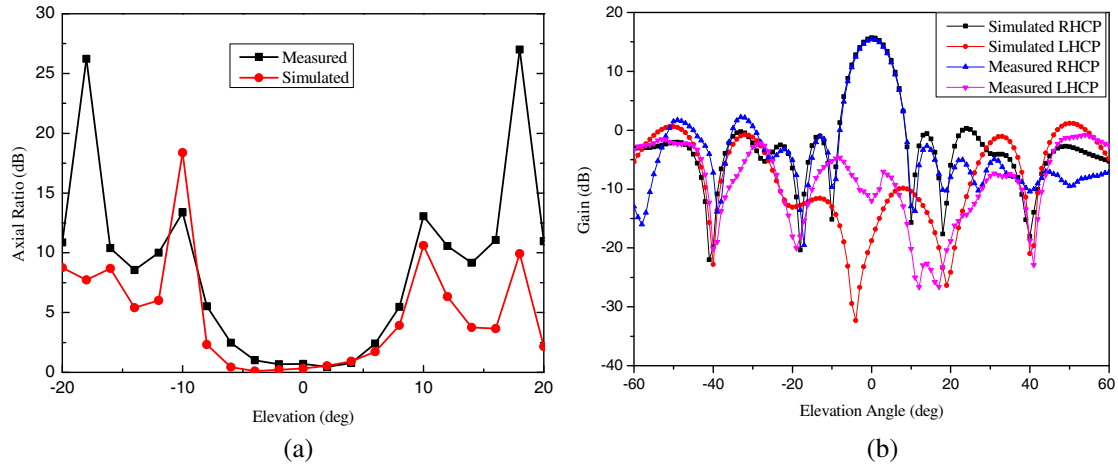 30
25
20
15
10
5
0
Axial Ratio (dB)
Measured
Simulated
-20
-10
0
10
20
Elevation (deg)
(a)
20
10
0
-10
-20
-30
-40
Gain (dB)
Simulated RHCP
Simulated LHCP
Measured RHCP
Measured LHCP
-60
-40
-20
0
20
40
60
Elevation Angle (deg)
(b)